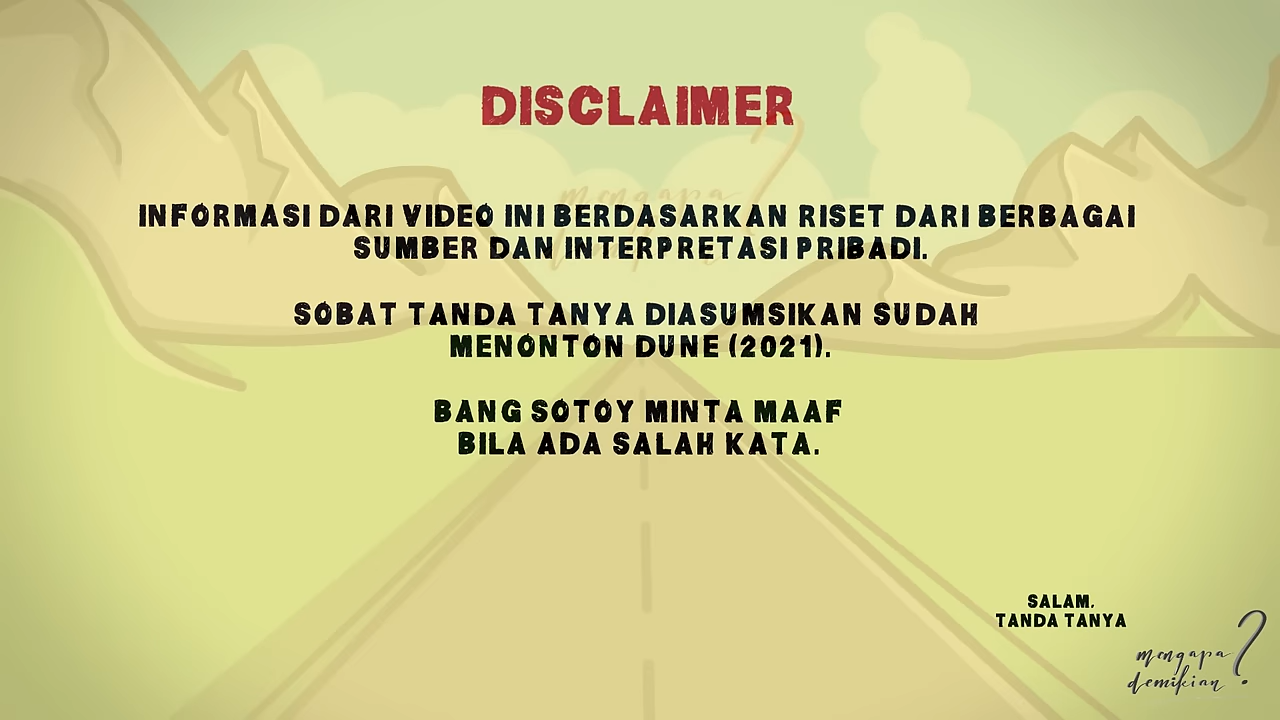 DISCLAIMER
mengapa ?
INFORMASI DARI VIDEO INI BERDASARKAN RISET DARI BERBAGAI
SUMBER DAN INTERPRETASI PRIBADI.
SOBAT TANDA TANYA DIASUMSIKAN SUDAH
MENONTON DUNE (2021).
BANG SOTOY MINTA MAAF
BILA ADA SALAH KATA.
SALAM,
TANDA TANYA
mengapa ?
demikian